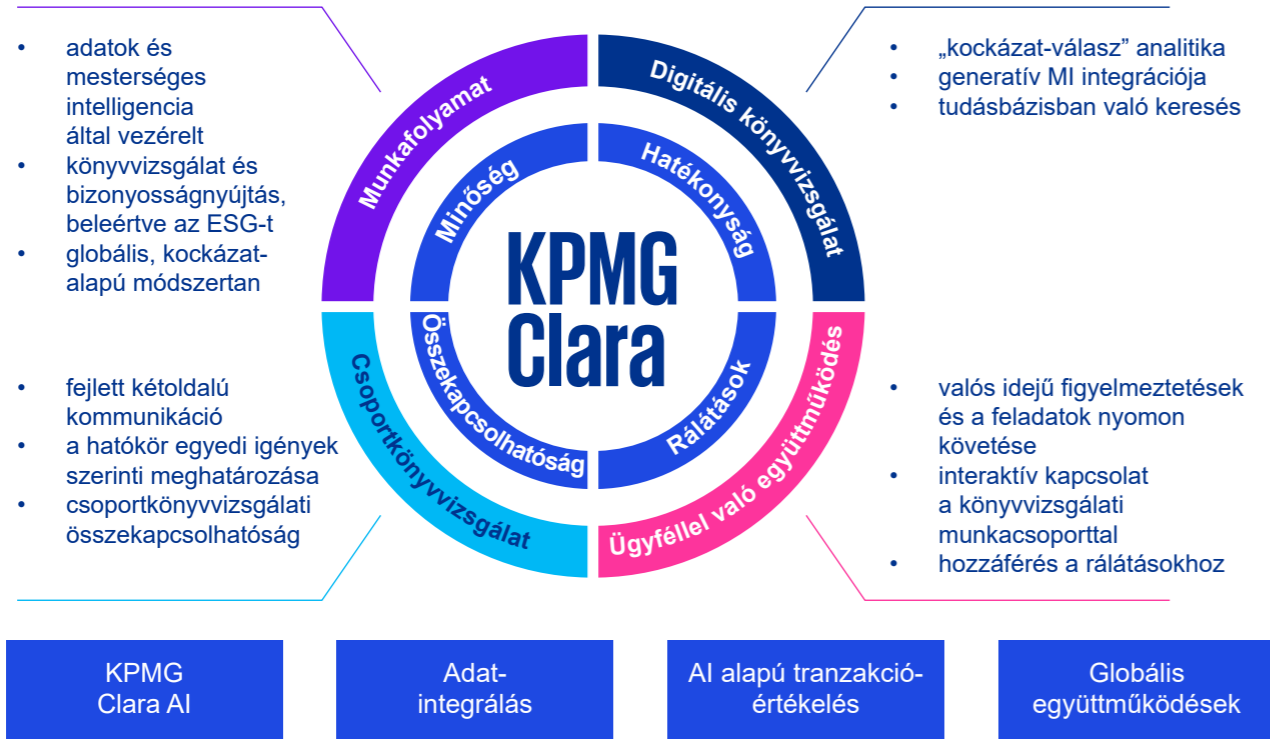 • adatok és
mesterséges
intelligencia
által vezérelt
• könyvvizsgálat és
bizonyosságnyújtás,
beleértve az ESG-t
• globális, kockázat-
alapú módszertan
• „kockázat-válasz” analitika
• generatív MI integrációja
• tudásbázisban való keresés
Munkafolyamat
Digitális könyvvizsgálat
Minőség
Hatékonyság
KPMG
Clara
Összekapcsolhatóság
Rálátások
Csoportkönyvvizsgálat
Ügyféllel való együttműködés
• fejlett kétoldalú
kommunikáció
• a hatókör egyedi igények
szerinti meghatározása
• csoportkönyvvizsgálati
összekapcsolhatóság
• valós idejű figyelmeztetések
és a feladatok nyomon
követése
• interaktív kapcsolat
a könyvvizsgálati
munkacsoporttal
• hozzáférés a rálátásokhoz
KPMG
Clara AI
Adat-
integrálás
AI alapú tranzakció-
értékelés
Globális
együttműködések